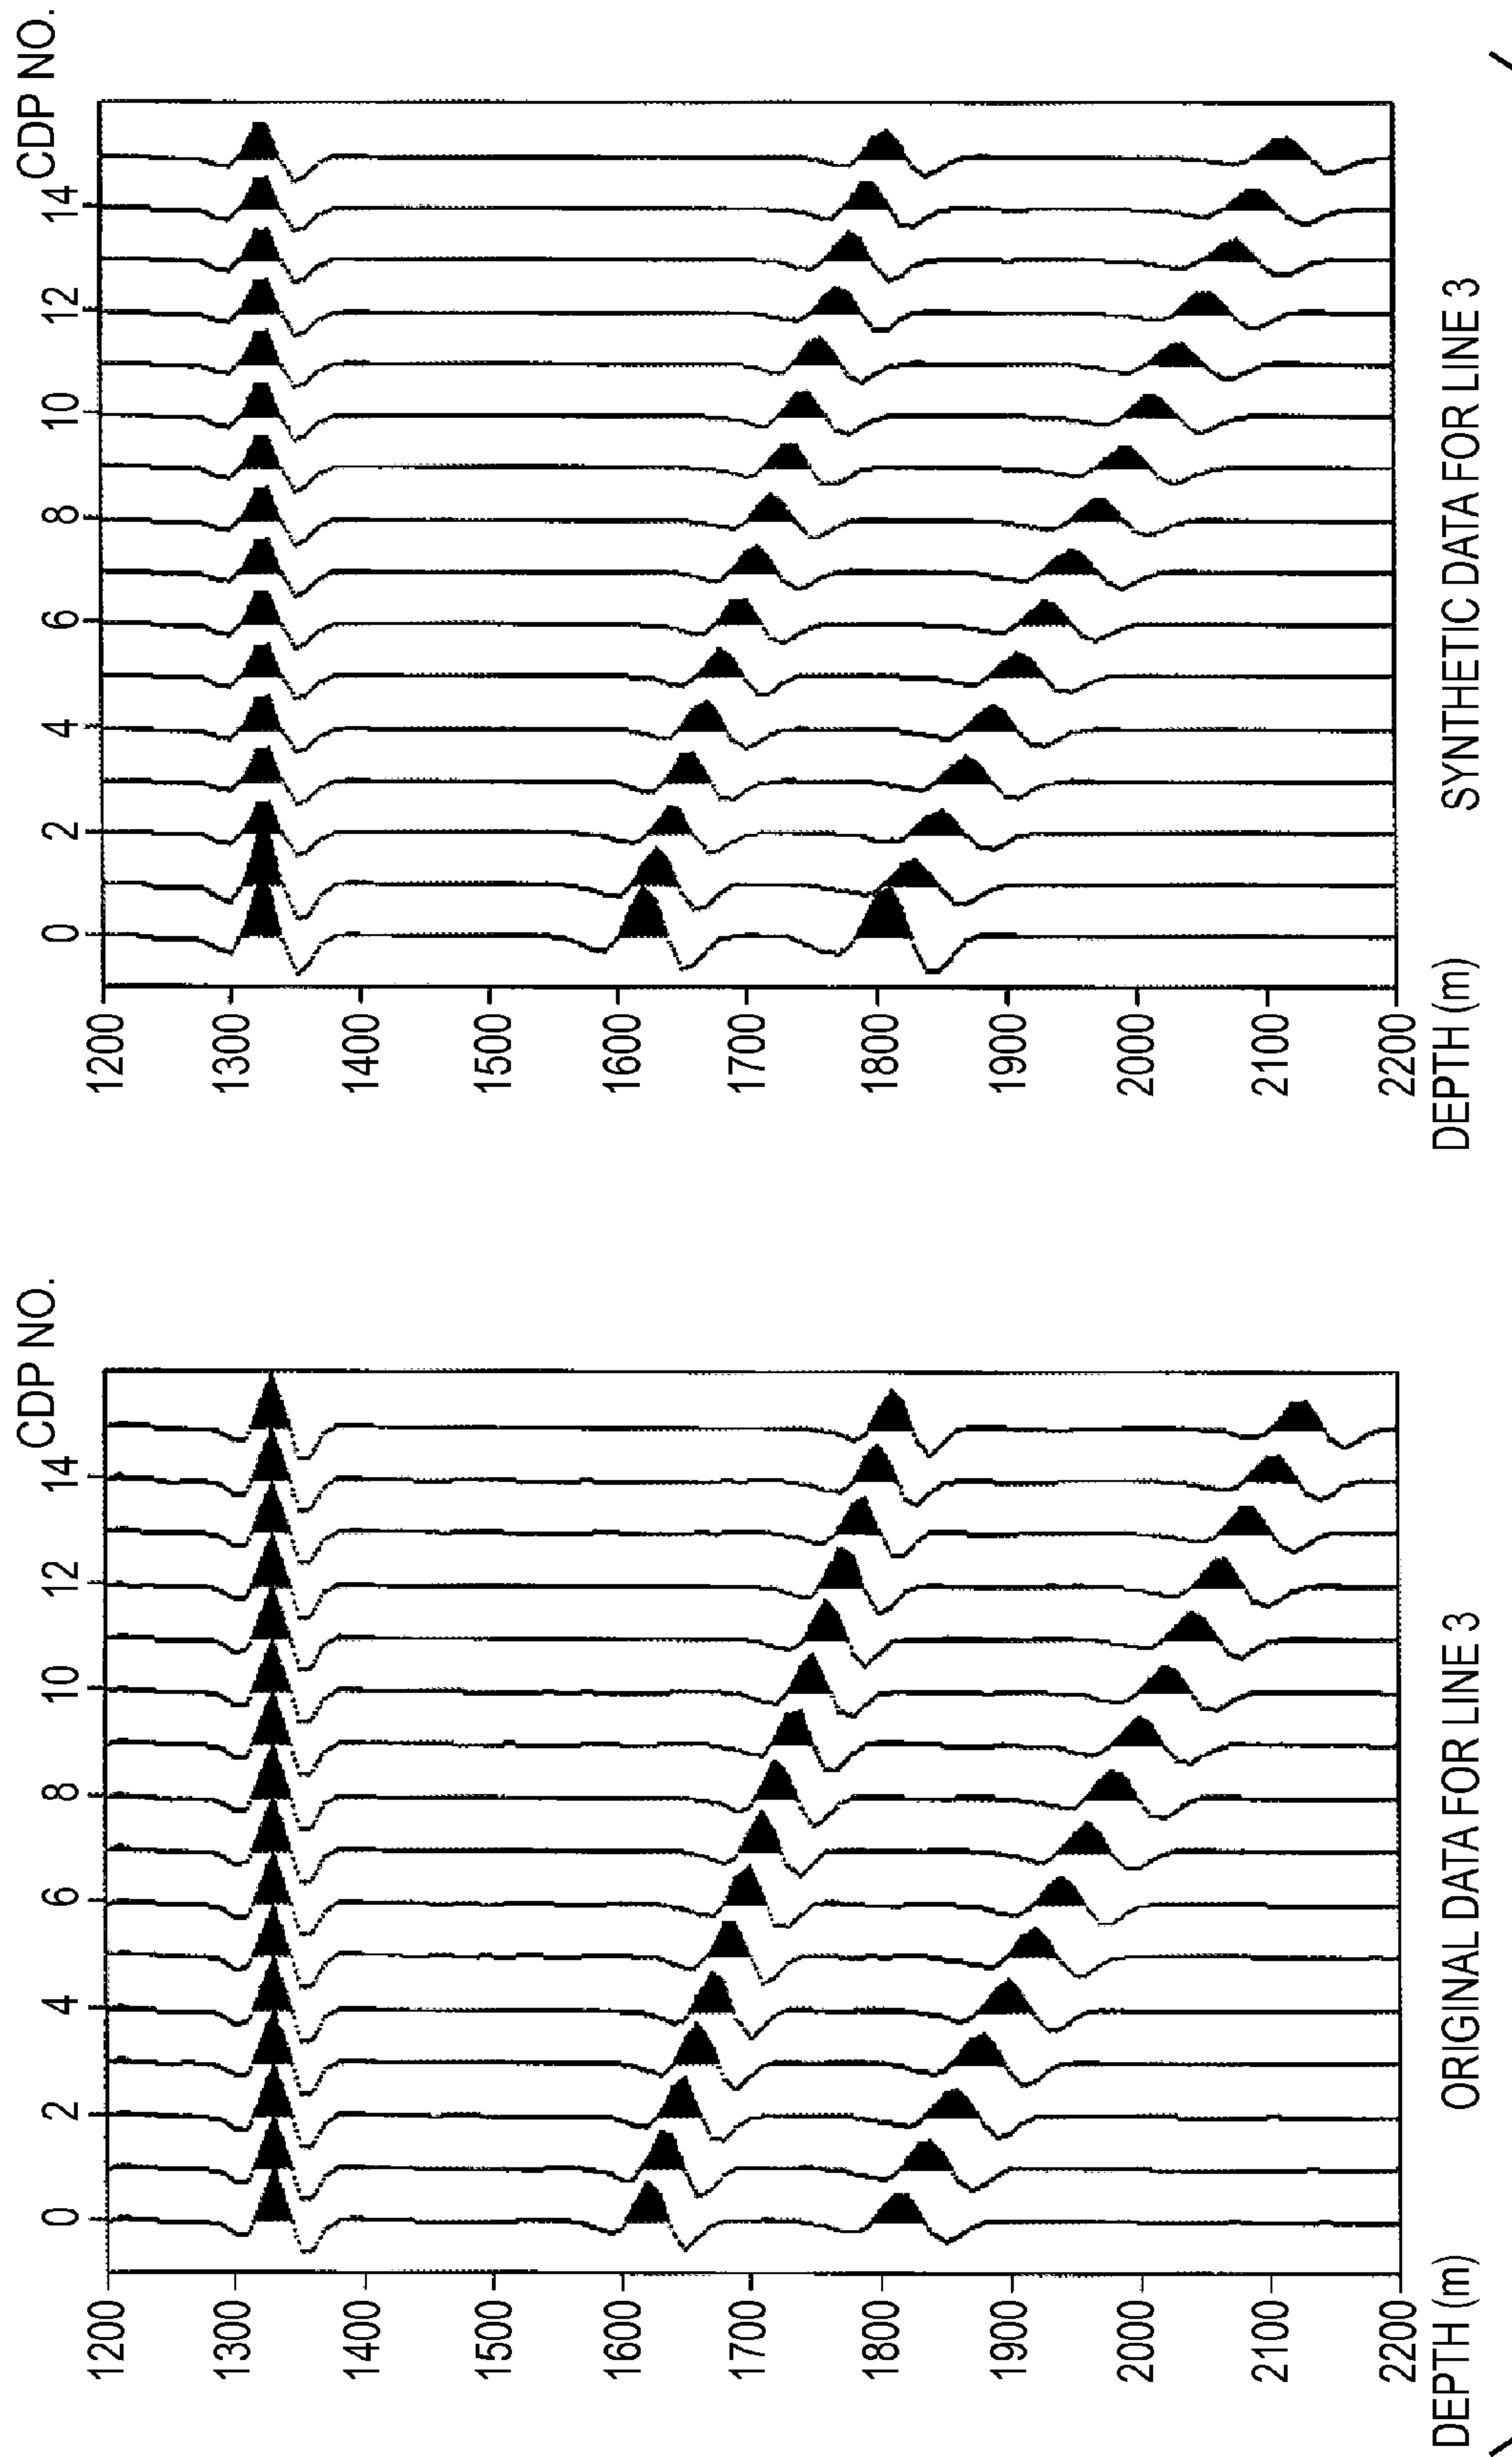 CDP NO.
0 2 4 6 8 10 12 14
1200
1300
1400
1500
1600
1700
1800
1900
2000
2100
2200
DEPTH (m)
ORIGINAL DATA FOR LINE 3
CDP NO.
0 2 4 6 8 10 12 14
1200
1300
1400
1500
1600
1700
1800
1900
2000
2100
2200
DEPTH (m)
SYNTHETIC DATA FOR LINE 3